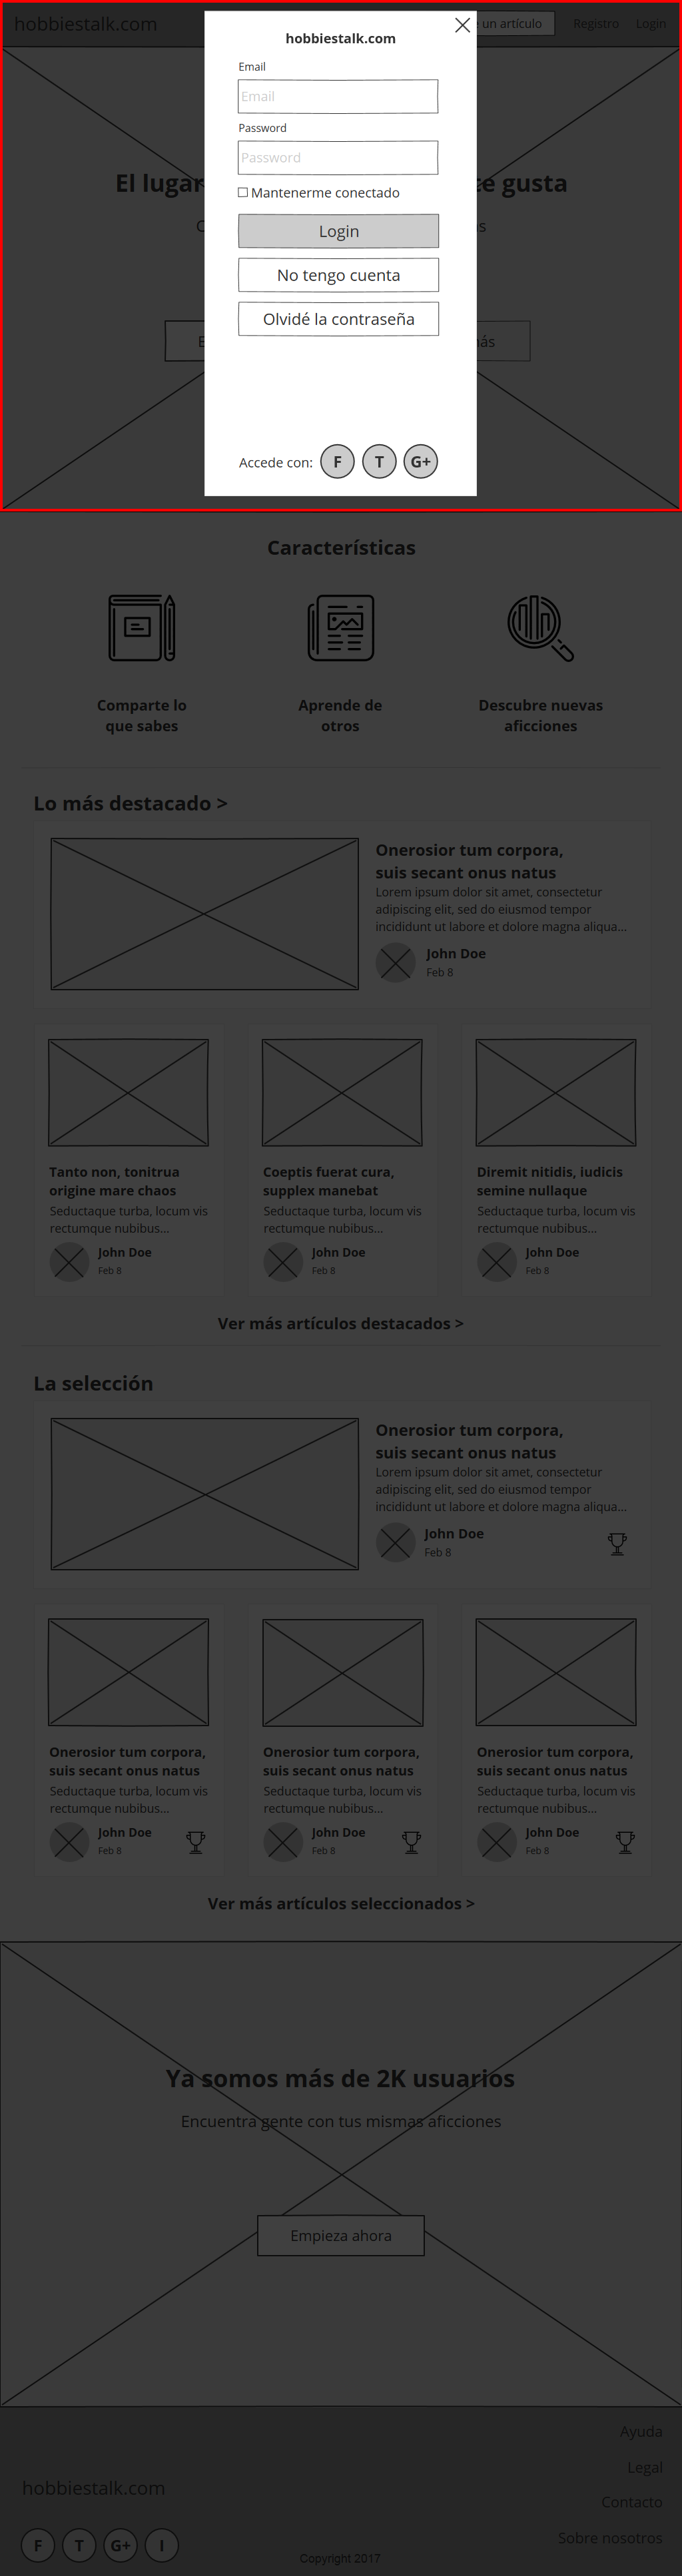 hobbiestalk.com
un artículo
Registro
Login
hobbiestalk.com
Email
Email
Password
Password
Mantenerme conectado
Login
No tengo cuenta
Olvidé la contraseña
Accede con: F T G+
El lugar
te gusta
Características
Comparte lo
que sabes
Aprende de
otros
Descubre nuevas
aficciones
Lo más destacado >
Onerosior tum corpora,
suis secant onus natus
Lorem ipsum dolor sit amet, consectetur
adipiscing elit, sed do eiusmod tempor
incididunt ut labore et dolore magna aliqua...
John Doe
Feb 8
Tanto non, tonitrua
origine mare chaos
Seductaque turba, locum vis
rectumque nubibus...
John Doe
Feb 8
Coeptis fuerat cura,
supplex manebat
Seductaque turba, locum vis
rectumque nubibus...
John Doe
Feb 8
Diremit nitidis, iudicis
semine nullaque
Seductaque turba, locum vis
rectumque nubibus...
John Doe
Feb 8
Ver más artículos destacados >
La selección
Onerosior tum corpora,
suis secant onus natus
Lorem ipsum dolor sit amet, consectetur
adipiscing elit, sed do eiusmod tempor
incididunt ut labore et dolore magna aliqua...
John Doe
Feb 8
Onerosior tum corpora,
suis secant onus natus
Seductaque turba, locum vis
rectumque nubibus...
John Doe
Feb 8
Onerosior tum corpora,
suis secant onus natus
Seductaque turba, locum vis
rectumque nubibus...
John Doe
Feb 8
Onerosior tum corpora,
suis secant onus natus
Seductaque turba, locum vis
rectumque nubibus...
John Doe
Feb 8
Ver más artículos seleccionados >
Ya somos más de 2K usuarios
Encuentra gente con tus mismas aficciones
Empieza ahora
Ayuda
Legal
Contacto
Sobre nosotros
hobbiestalk.com
F T G+ I
Copyright 2017